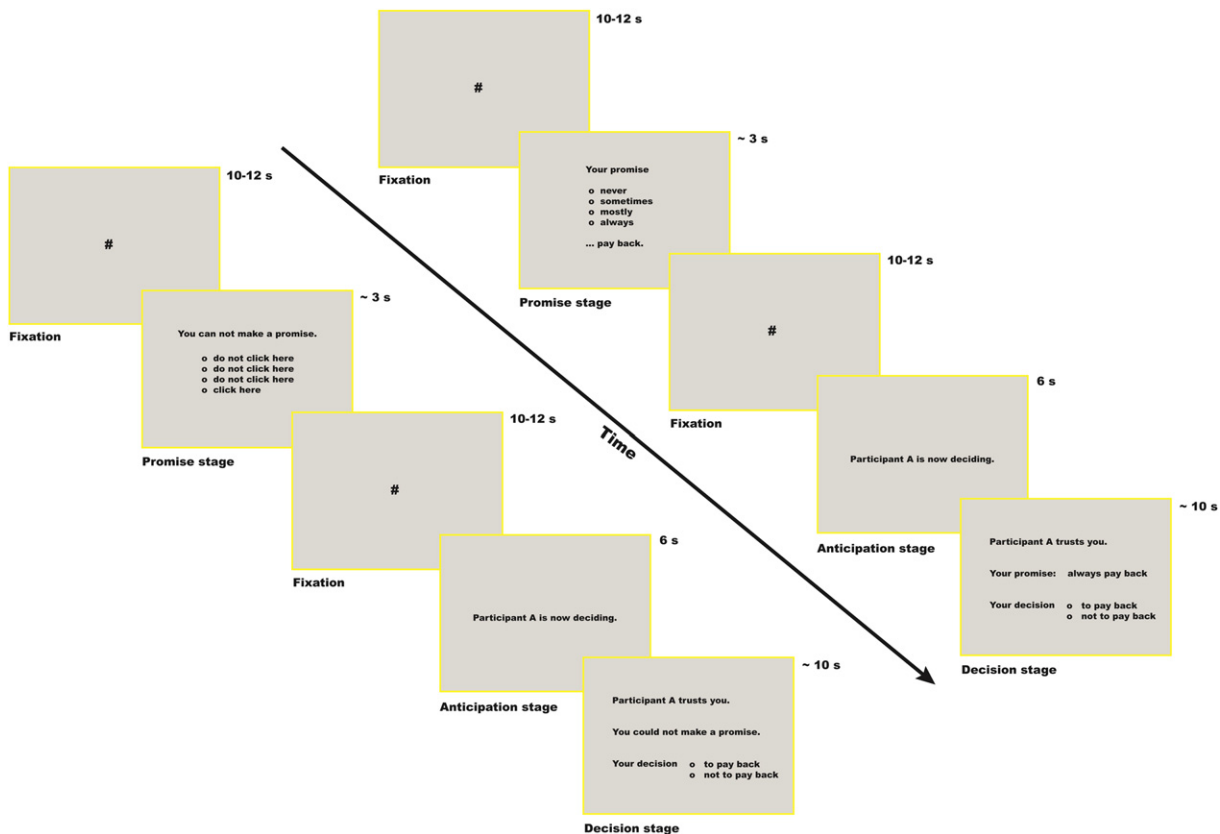 10-12 s
#
Fixation
~ 3 s
Your promise
o never
o sometimes
o mostly
o always
... pay back.
Promise stage
10-12 s
#
Fixation
6 s
Participant A is now deciding.
Anticipation stage
~ 10 s
Participant A trusts you.
Your promise: always pay back
Your decision o to pay back
o not to pay back
Decision stage
Time
10-12 s
#
Fixation
~ 3 s
You can not make a promise.
o do not click here
o do not click here
o do not click here
o click here
Promise stage
10-12 s
#
Fixation
6 s
Participant A is now deciding.
Anticipation stage
~ 10 s
Participant A trusts you.
You could not make a promise.
Your decision o to pay back
o not to pay back
Decision stage